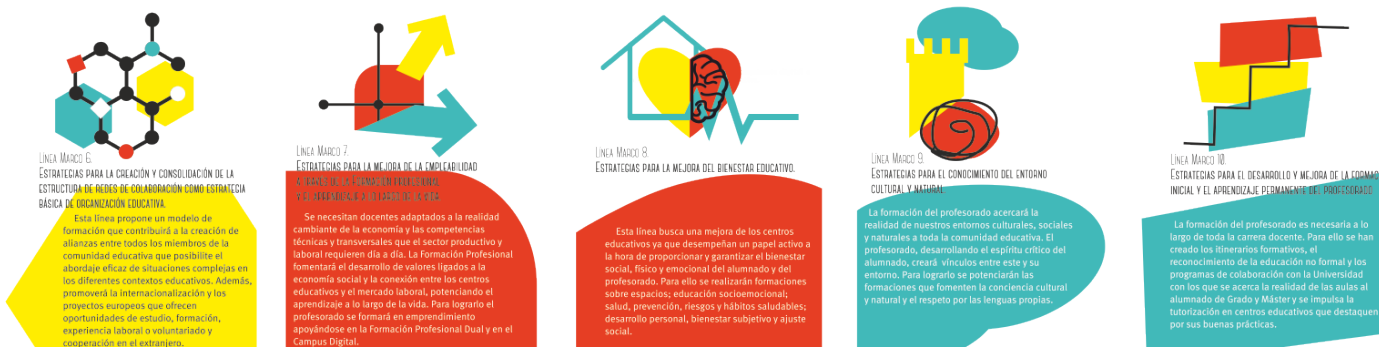 Línea Marco 6.
Estrategias para la creación y consolidación de la
estructura de redes de colaboración como estrategia
básica de organización educativa.
Esta línea propone un modelo de
formación que contribuirá a la creación de
alianzas entre todos los miembros de la
comunidad educativa que posibilite el
abordaje eficaz de situaciones complejas en
los diferentes contextos educativos. Además,
promoverá la internacionalización y los
proyectos europeos que ofrecen
oportunidades de estudio, formación,
experiencia laboral o voluntariado y
cooperación en el extranjero.
Línea Marco 7.
Estrategias para la mejora de la empleabilidad
Se necesitan docentes adaptados a la realidad
cambiante de la economía y las competencias
técnicas y transversales que el sector productivo y
laboral requieren día a día. La Formación Profesional
fomentará el desarrollo de valores ligados a la
economía social y la conexión entre los centros
educativos y el mercado laboral, potenciando el
aprendizaje a lo largo de la vida. Para lograrlo el
profesorado se formará en emprendimiento
apoyándose en la Formación Profesional Dual y en el
Campus Digital.
Línea Marco 8.
Estrategias para la mejora del bienestar educativo.
Esta línea busca una mejora de los centros
educativos ya que desempeñan un papel activo a
la hora de proporcionar y garantizar el bienestar
social, físico y emocional del alumnado y del
profesorado. Para ello se realizarán formaciones
sobre espacios; educación socioemocional;
salud, prevención, riesgos y hábitos saludables;
desarrollo personal, bienestar subjetivo y ajuste
social.
Línea Marco 9.
Estrategias para el conocimiento del entorno
cultural y natural.
La formación del profesorado acercará la
realidad de nuestros entornos culturales, sociales
y naturales a toda la comunidad educativa. El
profesorado, desarrollando el espíritu crítico del
alumnado, creará vínculos entre este y su
entorno. Para lograrlo se potenciarán las
formaciones que fomenten la conciencia cultural
y natural y el respeto por las lenguas propias.
Línea Marco 10.
Estrategias para el desarrollo y mejora de la formac
inicial y el aprendizaje permanente del profesorado.
La formación del profesorado es necesaria a lo
largo de toda la carrera docente. Para ello se han
creado los itinerarios formativos, el
reconocimiento de la educación no formal y los
programas de colaboración con la Universidad
con los que se acerca la realidad de las aulas al
alumnado de Grado y Máster y se impulsa la
tutorización en centros educativos que destaquen
por sus buenas prácticas.